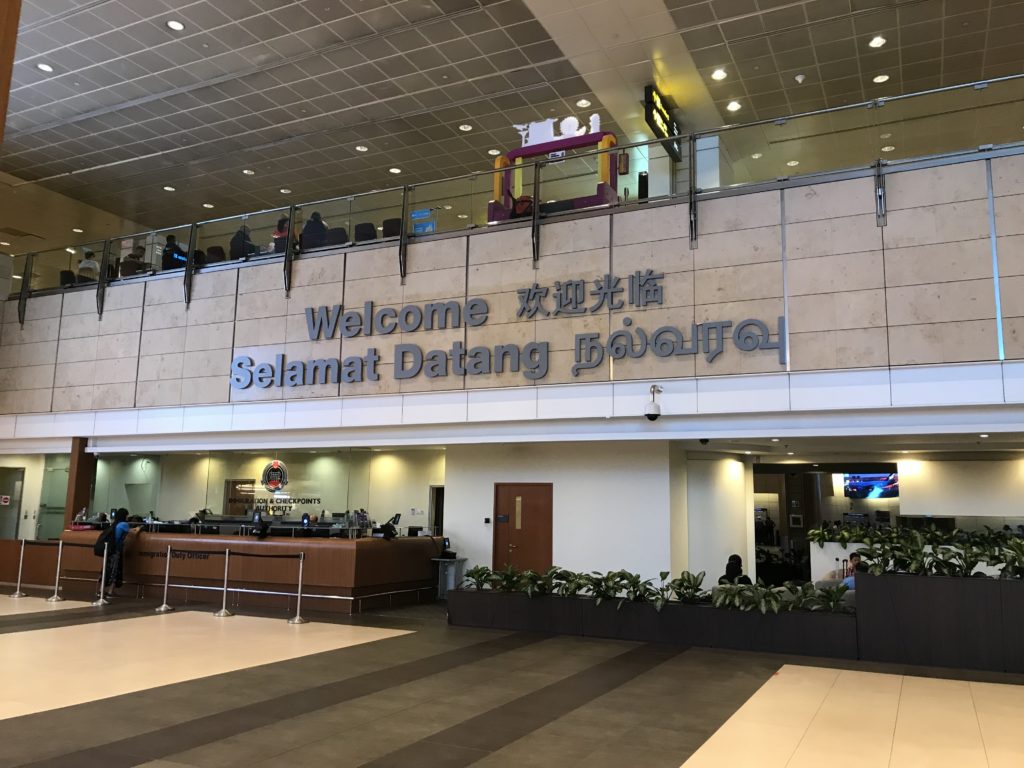 Welcome 欢迎光临
Selamat Datang நல்வரவு
IMMIGRATION & CHECKPOINTS
AUTHORITY
Immigration Duty Officer